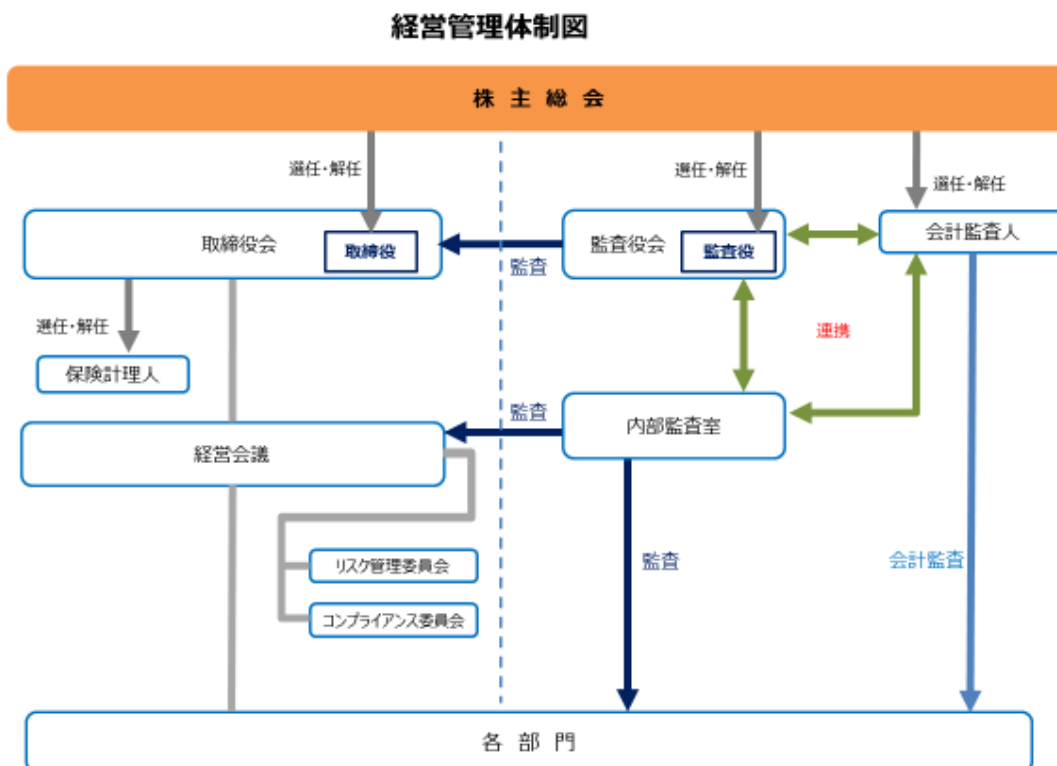 経営管理体制図
株 主 総 会
選任・解任
選任・解任
選任・解任
取締役会
取締役
監査
監査役会
監査役
会計監査人
選任・解任
連携
保険計理人
監査
内部監査室
経営会議
リスク管理委員会
監査
会計監査
コンプライアンス委員会
各 部 門